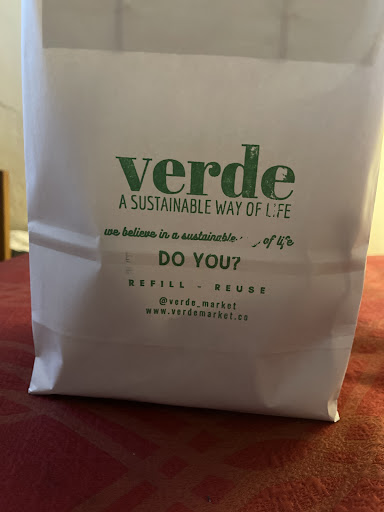 verde
A SUSTAINABLE WAY OF LIFE
we believe in a sustainable of life
DO YOU?
REFILL - REUSE
@verde_market
www.verdemarket.co